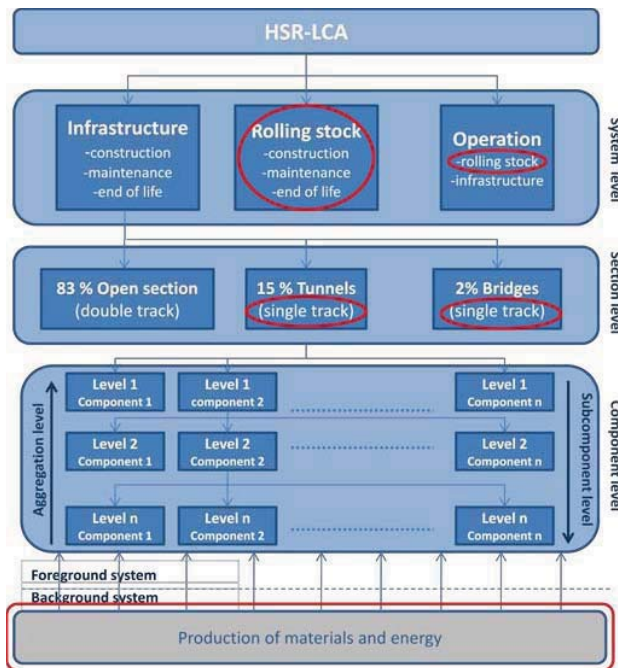 HSR-LCA
Infrastructure
-construction
-maintenance
-end of life
Rolling stock
-construction
-maintenance
-end of life
Operation
-rolling stock
-infrastructure
System level
83 % Open section
(double track)
15 % Tunnels
(single track)
2% Bridges
(single track)
Section level
Aggregation level
Level 1
Component 1
Level 1
component 2
Level 1
Component n
Level 2
Component 1
Level 2
Component 2
Level 2
Component n
Level n
Component 1
Level n
Component 2
Level n
Component n
Subcomponent level
Component level
Foreground system
Background system
Production of materials and energy